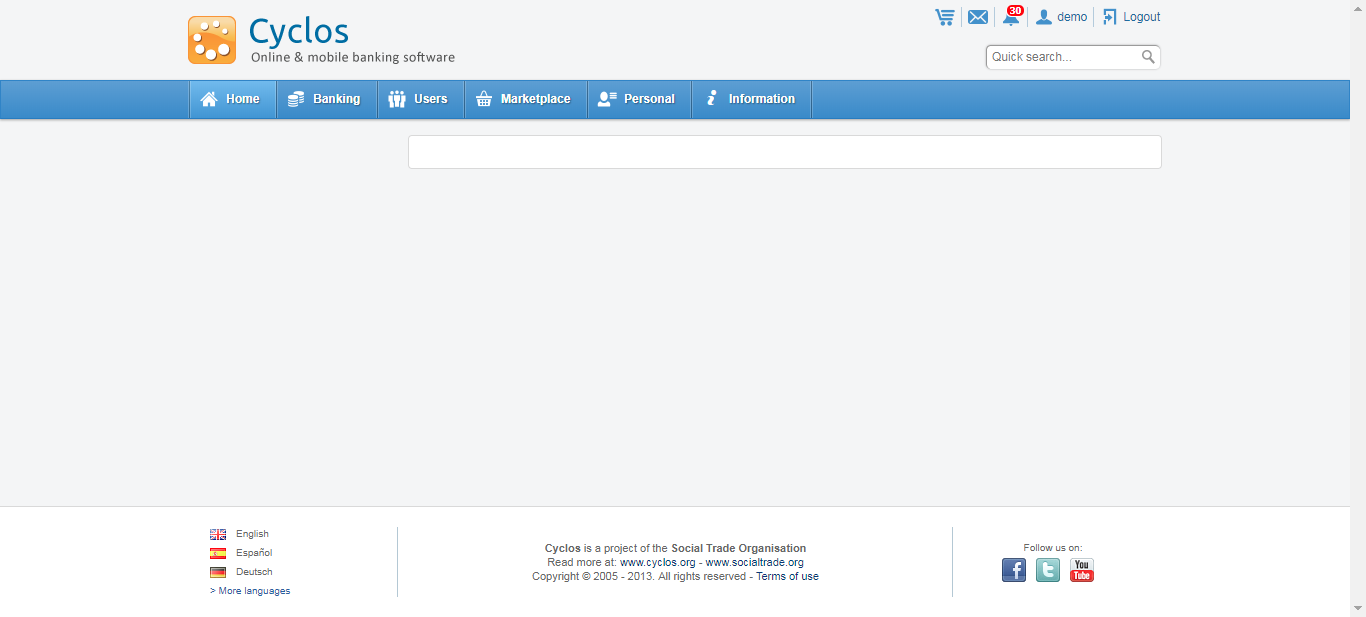 Cyclos
Online & mobile banking software
30
demo
Logout
Quick search...
Home
Banking
Users
Marketplace
Personal
Information
English
Español
Deutsch
> More languages
Cyclos is a project of the Social Trade Organisation
Read more at: www.cyclos.org - www.socialtrade.org
Copyright © 2005 - 2013. All rights reserved - Terms of use
Follow us on:
f
t
You
Tube